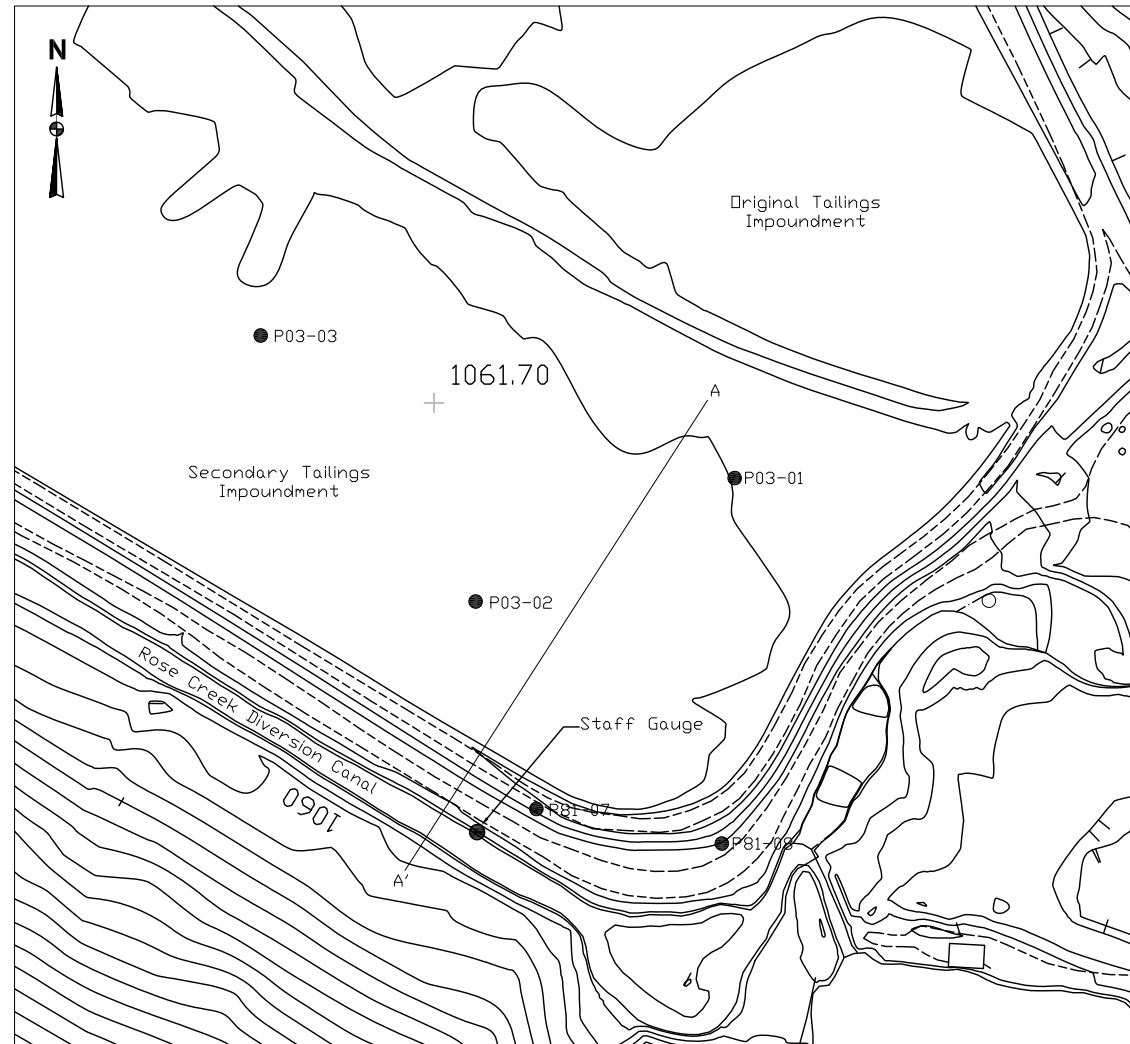 N
Original Tailings
Impoundment
P03-03
1061.70
A
Secondary Tailings
Impoundment
P03-01
P03-02
Rose Creek Diversion Canal
Staff Gauge
1060
P81-07
P81-08
A'